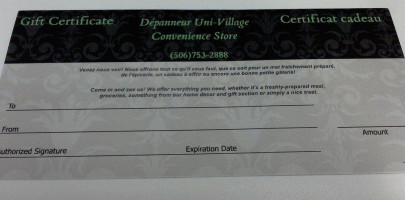 Gift Certificate Dépanneur Uni-Village Certificat cadeau
Convenience Store
(506)753-2888
Venez nous voir! Nous offrons tout ce qu'il vous faut, que ce soit pour un met fraîchement préparé,
de l'épicerie, un cadeau à offrir ou encore une bonne petite gâterie!
Come in and see us! We offer everything you need, whether it's a freshly-prepared meal,
groceries, something from our home decor and gift section or simply a nice treat.
To
From Amount
uthorized Signature Expiration Date